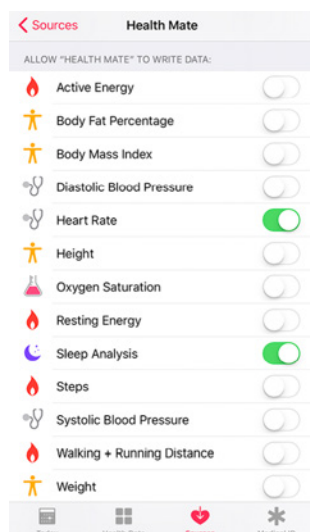 Sources Health Mate
ALLOW "HEALTH MATE" TO WRITE DATA:
Active Energy
Body Fat Percentage
Body Mass Index
Diastolic Blood Pressure
Heart Rate
Height
Oxygen Saturation
Resting Energy
Sleep Analysis
Steps
Systolic Blood Pressure
Walking + Running Distance
Weight